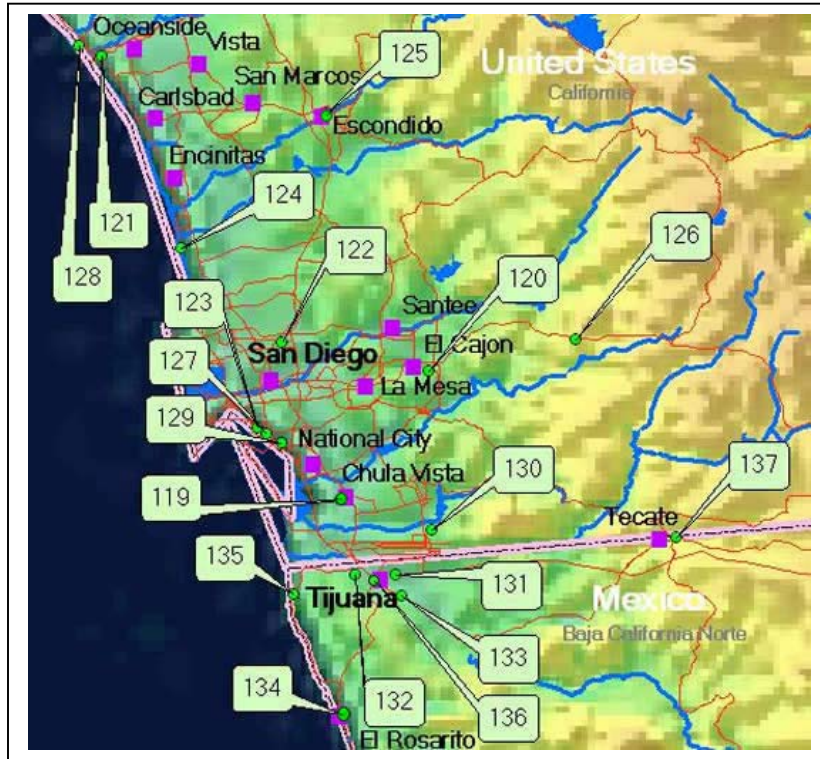 Oceanside
Vista
125
United States
San Marcos
California
Carlsbad
Escondido
Encinitas
121
124
128
122
126
123
120
Santee
San Diego
El Cajon
127
La Mesa
129
National City
130
137
Chula Vista
119
Tecate
135
Tijuana
131
Mexico
Baja California Norte
133
134
132
136
El Rosarito